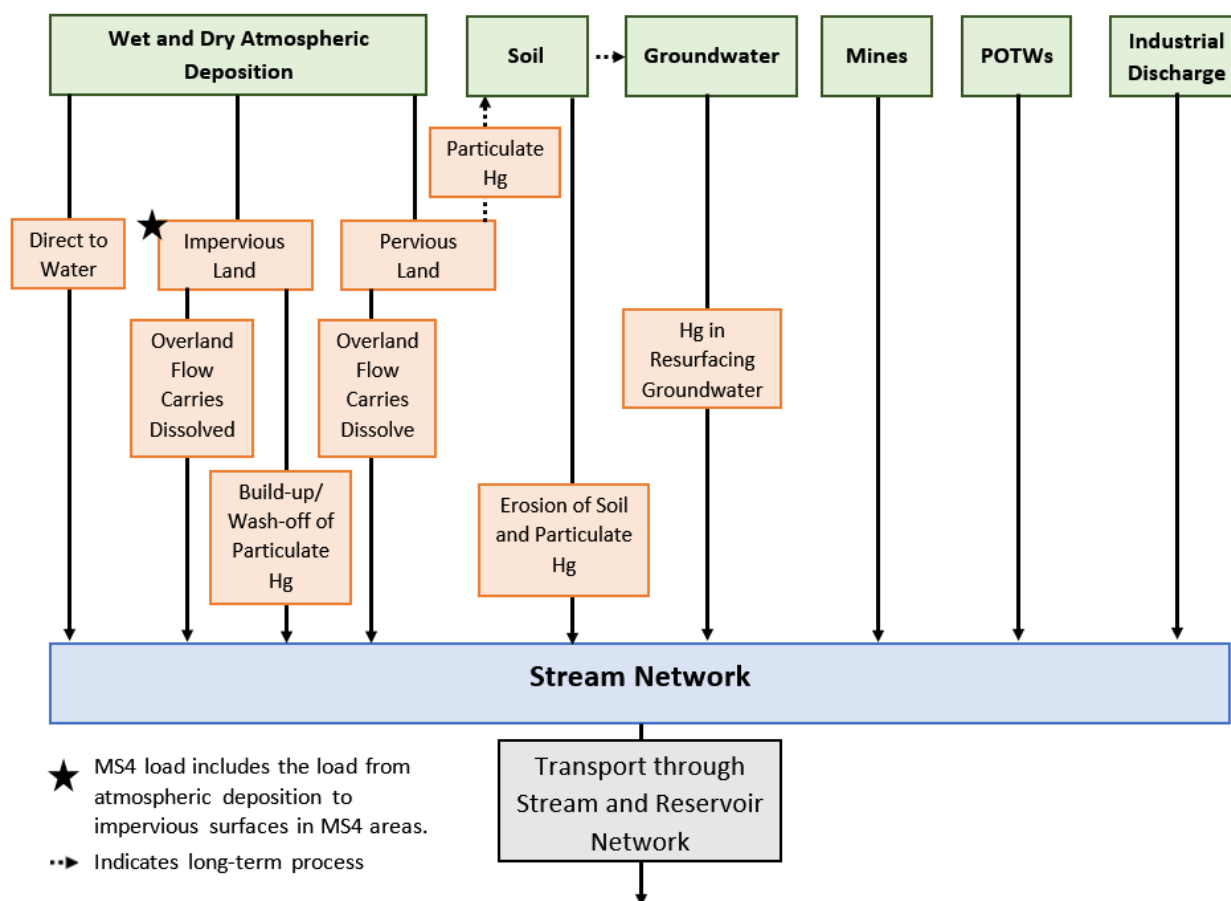 Wet and Dry Atmospheric
Deposition
Soil
Groundwater
Mines
POTWs
Industrial
Discharge
Particulate
Hg
Direct to
Water
Impervious
Land
Pervious
Land
Overland
Flow
Carries
Dissolved
Overland
Flow
Carries
Dissolve
Hg in
Resurfacing
Groundwater
Build-up/
Wash-off of
Particulate
Hg
Erosion of Soil
and Particulate
Hg
Stream Network
MS4 load includes the load from
atmospheric deposition to
impervious surfaces in MS4 areas.
Indicates long-term process
Transport through
Stream and Reservoir
Network